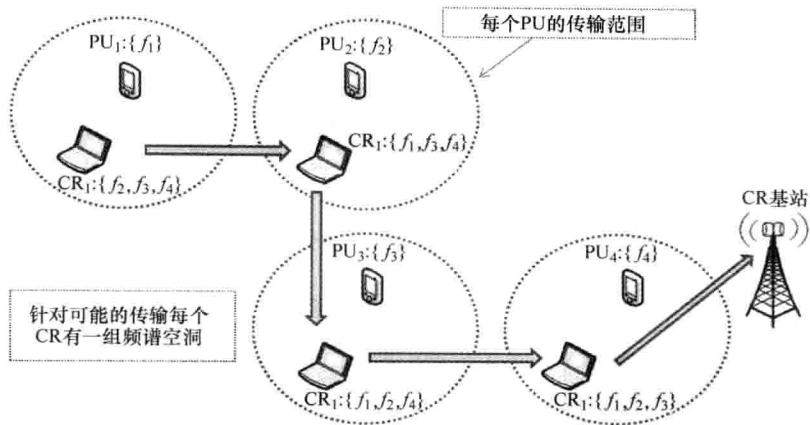 每个PU的传输范围
PU₁:{f₁}
PU₂:{f₂}
CR₁:{f₂,f₃,f₄}
CR₁:{f₁,f₃,f₄}
CR基站
PU₃:{f₃}
PU₄:{f₄}
针对可能的传输每个
CR有一组频谱空洞
CR₁:{f₁,f₂,f₄}
CR₁:{f₁,f₂,f₃}